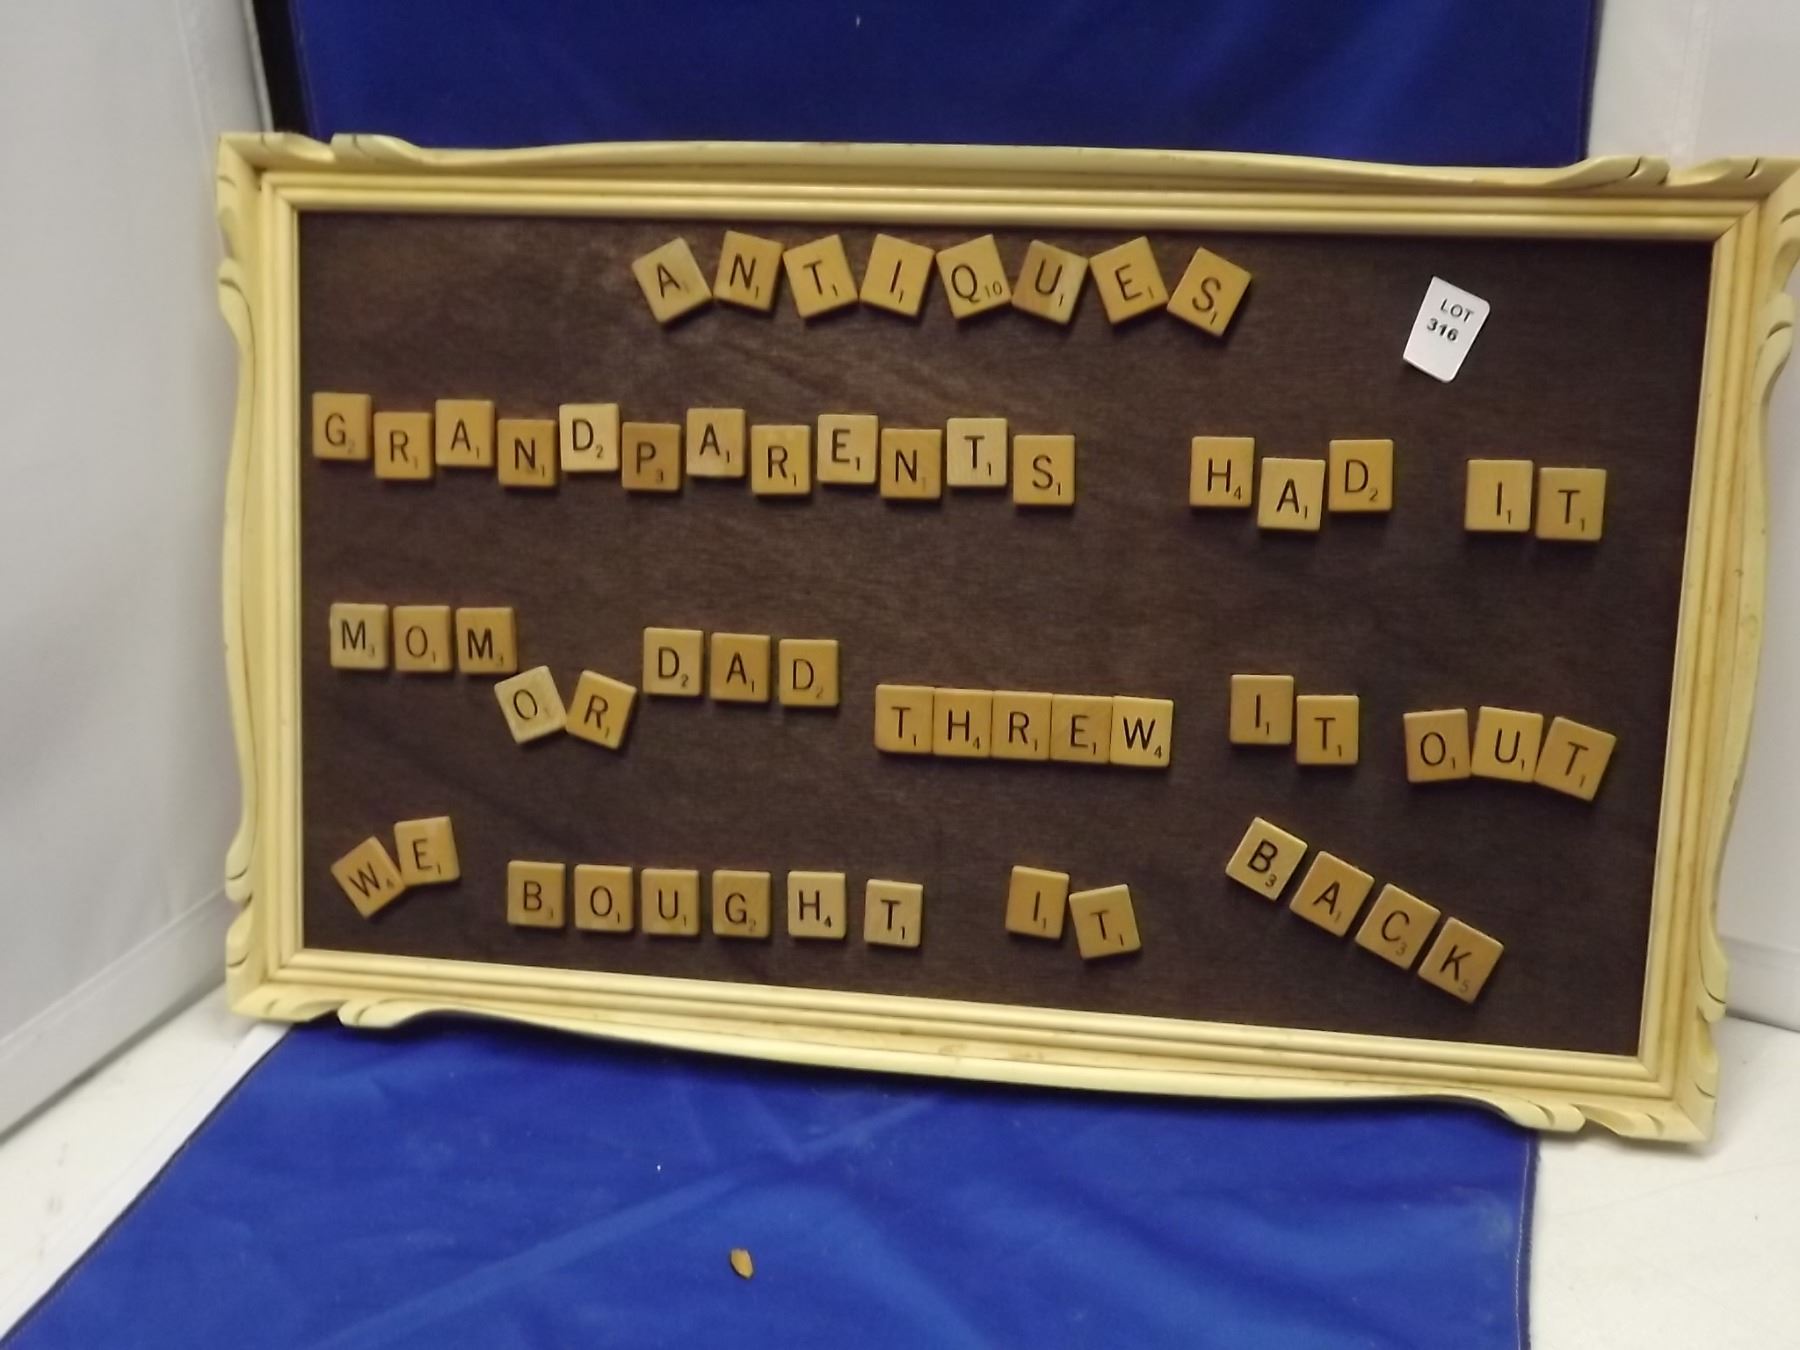 ANTIQUES
LOT
316
GRANDPARENTS HAD IT
MOM OR DAD THREW IT OUT
WE BOUGHT IT BACK